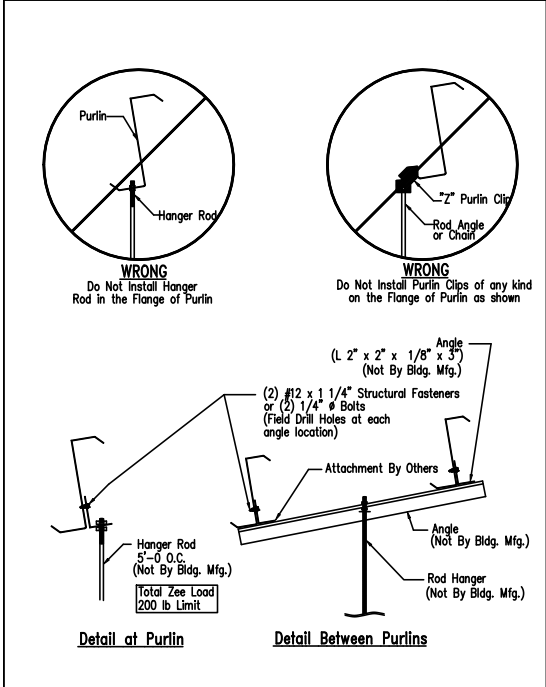 Purlin
Hanger Rod
WRONG
Do Not Install Hanger
Rod in the Flange of Purlin
"Z" Purlin Clip
Rod Angle
or Chain
WRONG
Do Not Install Purlin Clips of any kind
on the Flange of Purlin as shown
Angle
(L 2" x 2" x 1/8" x 3")
(Not By Bldg. Mfg.)
(2) #12 x 1 1/4" Structural Fasteners
or (2) 1/4" ø Bolts
(Field Drill Holes at each
angle location)
Attachment By Others
Hanger Rod
5'-0 O.C.
(Not By Bldg. Mfg.)
Total Zee Load
200 lb Limit
Angle
(Not By Bldg. Mfg.)
Rod Hanger
(Not By Bldg. Mfg.)
Detail at Purlin
Detail Between Purlins